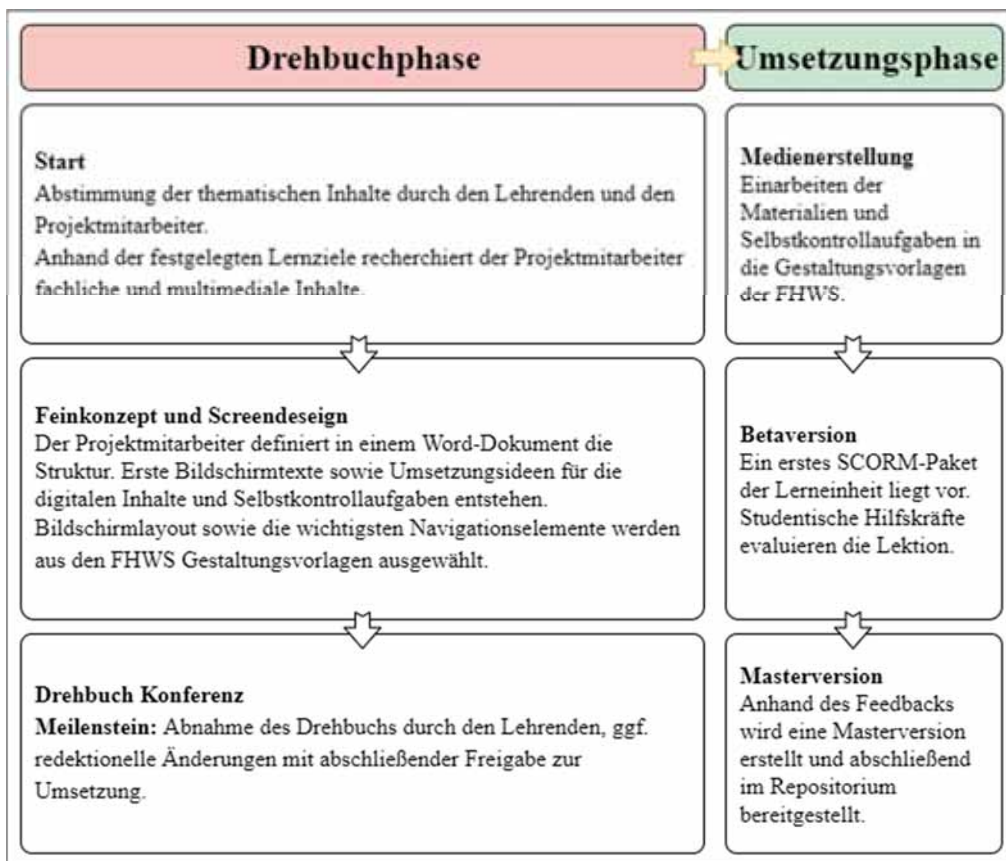 Drehbuchphase
Umsetzungsphase
Start
Abstimmung der thematischen Inhalte durch den Lehrenden und den
Projektmitarbeiter.
Anhand der festgelegten Lernziele recherchiert der Projektmitarbeiter
fachliche und multimediale Inhalte.
Feinkonzept und Screendeseign
Der Projektmitarbeiter definiert in einem Word-Dokument die
Struktur. Erste Bildschirmtexte sowie Umsetzungsideen für die
digitalen Inhalte und Selbstkontrollaufgaben entstehen.
Bildschirmlayout sowie die wichtigsten Navigationselemente werden
aus den FHWS Gestaltungsvorlagen ausgewählt.
Drehbuch Konferenz
Meilenstein: Abnahme des Drehbuchs durch den Lehrenden, ggf.
redektionelle Änderungen mit abschließender Freigabe zur
Umsetzung.
Medienerstellung
Einarbeiten der
Materialien und
Selbstkontrollaufgaben in
die Gestaltungsvorlagen
der FHWS.
Betaversion
Ein erstes SCORM-Paket
der Lerneinheit liegt vor.
Studentische Hilfskräfte
evaluieren die Lektion.
Masterversion
Anhand des Feedbacks
wird eine Masterversion
erstellt und abschließend
im Repositorium
bereitgestellt.